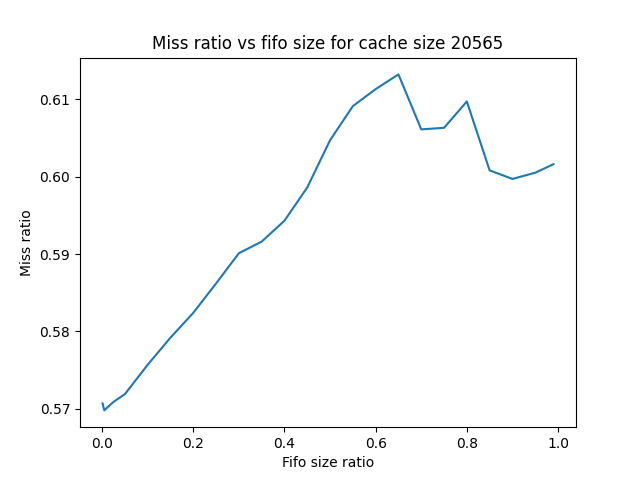 Miss ratio vs fifo size for cache size 20565
0.61
0.60
0.59
0.58
0.57
Miss ratio
0.0 0.2 0.4 0.6 0.8 1.0
Fifo size ratio